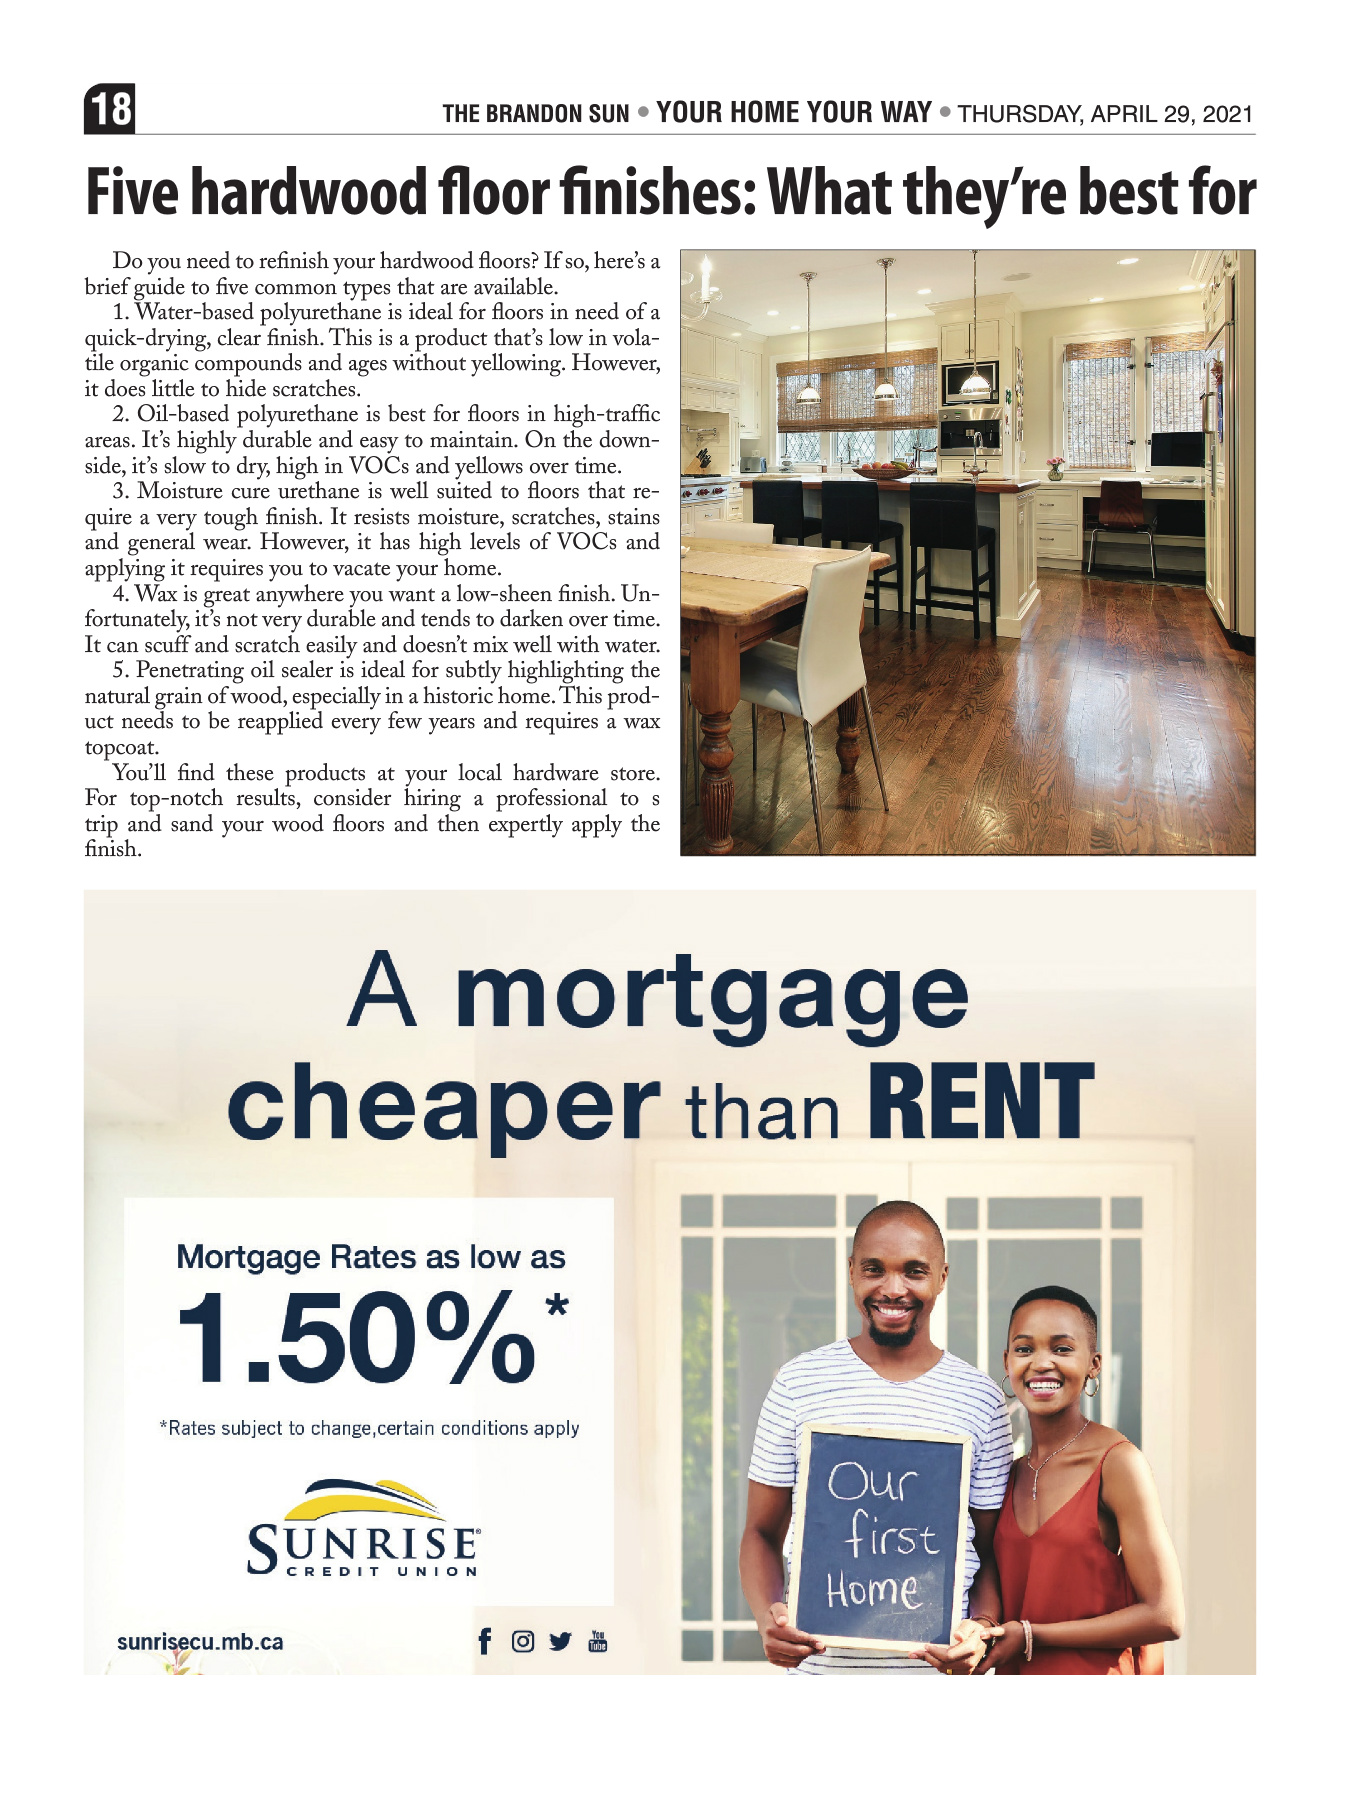 18
THE BRANDON SUN • YOUR HOME YOUR WAY • THURSDAY, APRIL 29, 2021
Five hardwood floor finishes: What they're best for
Do you need to refinish your hardwood floors? If so, here's a
brief guide to five common types that are available.
1. Water-based polyurethane is ideal for floors in need of a
quick-drying, clear finish. This is a product that's low in vola-
tile organic compounds and ages without yellowing. However,
it does little to hide scratches.
2. Oil-based polyurethane is best for floors in high-traffic
areas. It's highly durable and easy to maintain. On the down-
side, it's slow to dry, high in VOCs and yellows over time.
3. Moisture cure urethane is well suited to floors that re-
quire a very tough finish. It resists moisture, scratches, stains
and general wear. However, it has high levels of VOCs and
applying it requires you to vacate your home.
4. Wax is great anywhere you want a low-sheen finish. Un-
fortunately, it's not very durable and tends to darken over time.
It can scuff and scratch easily and doesn't mix well with water.
5. Penetrating oil sealer is ideal for subtly highlighting the
natural grain of wood, especially in a historic home. This prod-
uct needs to be reapplied every few years and requires a wax
topcoat.
You'll find these products at your local hardware store.
For top-notch results, consider hiring a professional to s
trip and sand your wood floors and then expertly apply the
finish.
A mortgage
cheaper than RENT
Mortgage Rates as low as
1.50%*
*Rates subject to change,certain conditions apply
SUNRISE®
CREDIT UNION
sunrisecu.mb.ca
You
Tube
Our
first
Home